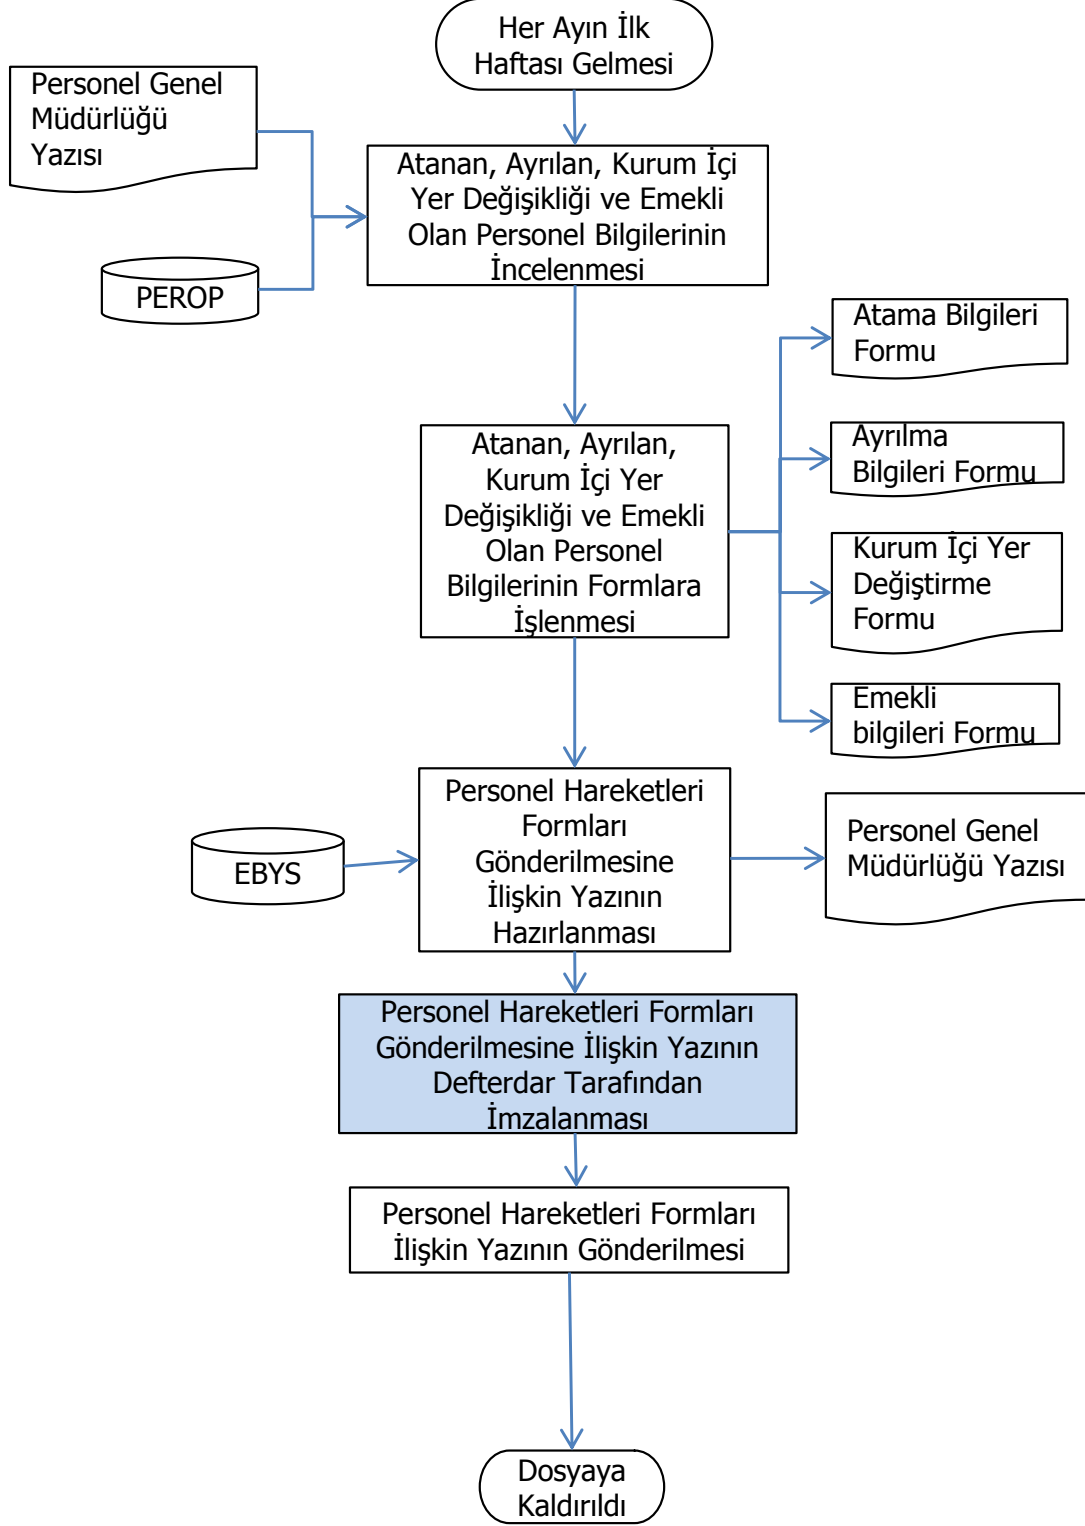 Her Ayın İlk
Haftası Gelmesi
Personel Genel
Müdürlüğü
Yazısı
Atanan, Ayrılan, Kurum İçi
Yer Değişikliği ve Emekli
Olan Personel Bilgilerinin
İncelenmesi
PEROP
Atama Bilgileri
Formu
Atanan, Ayrılan,
Kurum İçi Yer
Değişikliği ve Emekli
Olan Personel
Bilgilerinin Formlara
İşlenmesi
Ayrılma
Bilgileri Formu
Kurum İçi Yer
Değiştirme
Formu
Emekli
bilgileri Formu
Personel Hareketleri
Formları
Gönderilmesine
İlişkin Yazının
Hazırlanması
EBYS
Personel Genel
Müdürlüğü Yazısı
Personel Hareketleri Formları
Gönderilmesine İlişkin Yazının
Defterdar Tarafından
İmzalanması
Personel Hareketleri Formları
İlişkin Yazının Gönderilmesi
Dosyaya
Kaldırıldı